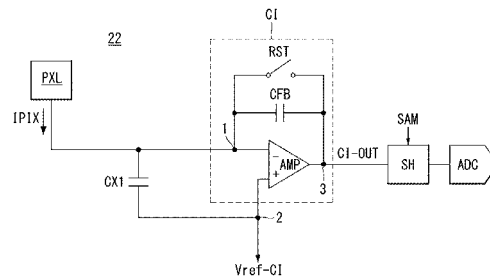 CI
22
RST
PXL
CFB
IPIX
SAM
1
CI-OUT
AMP
SH
ADC
CX1
3
2
Vref-CI